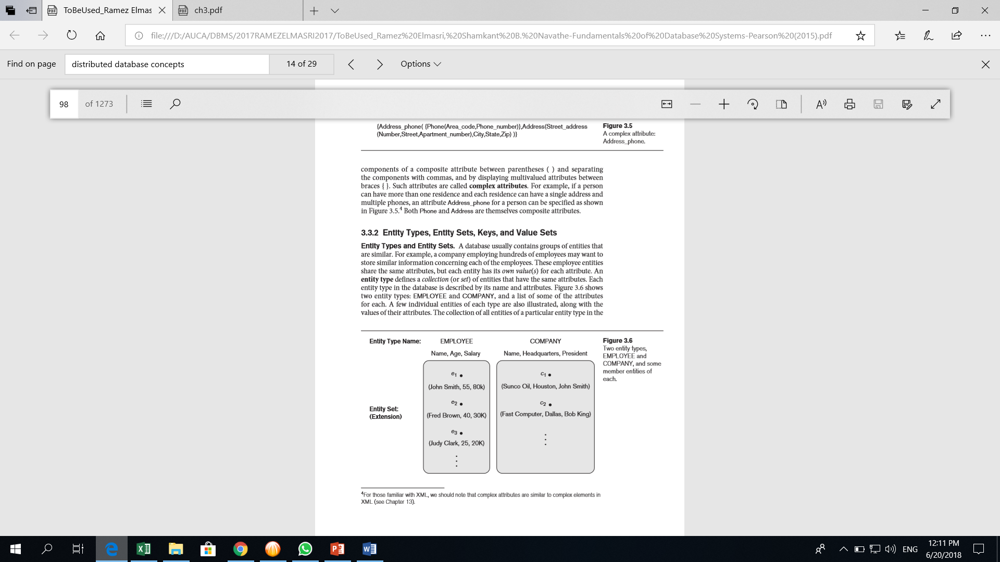 ToBeUsed_Ramez Elmas
ch3.pdf
file:///D:/AUCA/DBMS/2017RAMEZELMASRI2017/ToBeUsed_Ramez%20Elmasri,%20Shamkant%20B.%20Navathe-Fundamentals%20of%20Database%20Systems-Pearson%20(2015).pdf
Find on page
distributed database concepts
14 of 29
Options
98 of 1273
{Address_phone( {Phone(Area_code,Phone_number)},Address(Street_address
(Number,Street,Apartment_number),City,State,Zip) )}
Figure 3.5
A complex attribute:
Address_phone.
components of a composite attribute between parentheses ( ) and separating
the components with commas, and by displaying multivalued attributes between
braces { }. Such attributes are called complex attributes. For example, if a person
can have more than one residence and each residence can have a single address and
multiple phones, an attribute Address_phone for a person can be specified as shown
in Figure 3.5.4 Both Phone and Address are themselves composite attributes.
3.3.2 Entity Types, Entity Sets, Keys, and Value Sets
Entity Types and Entity Sets. A database usually contains groups of entities that
are similar. For example, a company employing hundreds of employees may want to
store similar information concerning each of the employees. These employee entities
share the same attributes, but each entity has its own value(s) for each attribute. An
entity type defines a collection (or set) of entities that have the same attributes. Each
entity type in the database is described by its name and attributes. Figure 3.6 shows
two entity types: EMPLOYEE and COMPANY, and a list of some of the attributes
for each. A few individual entities of each type are also illustrated, along with the
values of their attributes. The collection of all entities of a particular entity type in the
Entity Type Name: EMPLOYEE COMPANY
Name, Age, Salary Name, Headquarters, President
Figure 3.6
Two entity types,
EMPLOYEE and
COMPANY, and some
member entities of
each.
Entity Set:
(Extension)
e1 •
(John Smith, 55, 80k)
e2 •
(Fred Brown, 40, 30K)
e3 •
(Judy Clark, 25, 20K)
c1 •
(Sunco Oil, Houston, John Smith)
c2 •
(Fast Computer, Dallas, Bob King)
4For those familiar with XML, we should note that complex attributes are similar to complex elements in
XML (see Chapter 13).
ENG
12:11 PM
6/20/2018